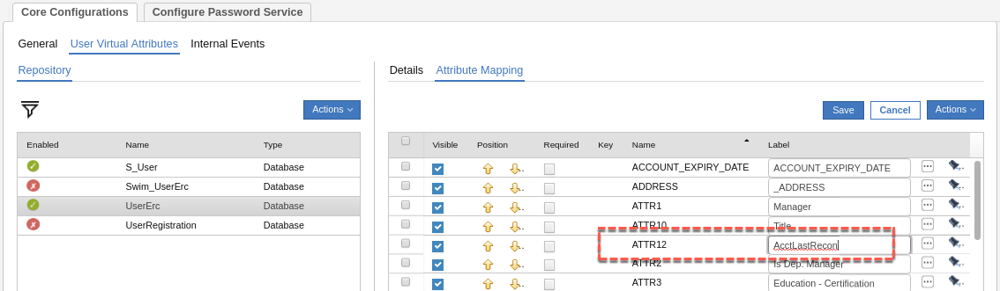 Core Configurations Configure Password Service
General User Virtual Attributes Internal Events
Repository
Actions
Enabled Name Type
S_User Database
Swim_UserErc Database
UserErc Database
UserRegistration Database
Details Attribute Mapping
Save Cancel Actions
Visible Position Required Key Name Label
ACCOUNT_EXPIRY_DATE ACCOUNT_EXPIRY_DATE
ADDRESS _ADDRESS
ATTR1 Manager
ATTR10 Title
ATTR12 AcctLastRecon
ATTR2 Is Dep. Manager
ATTR3 Education - Certification